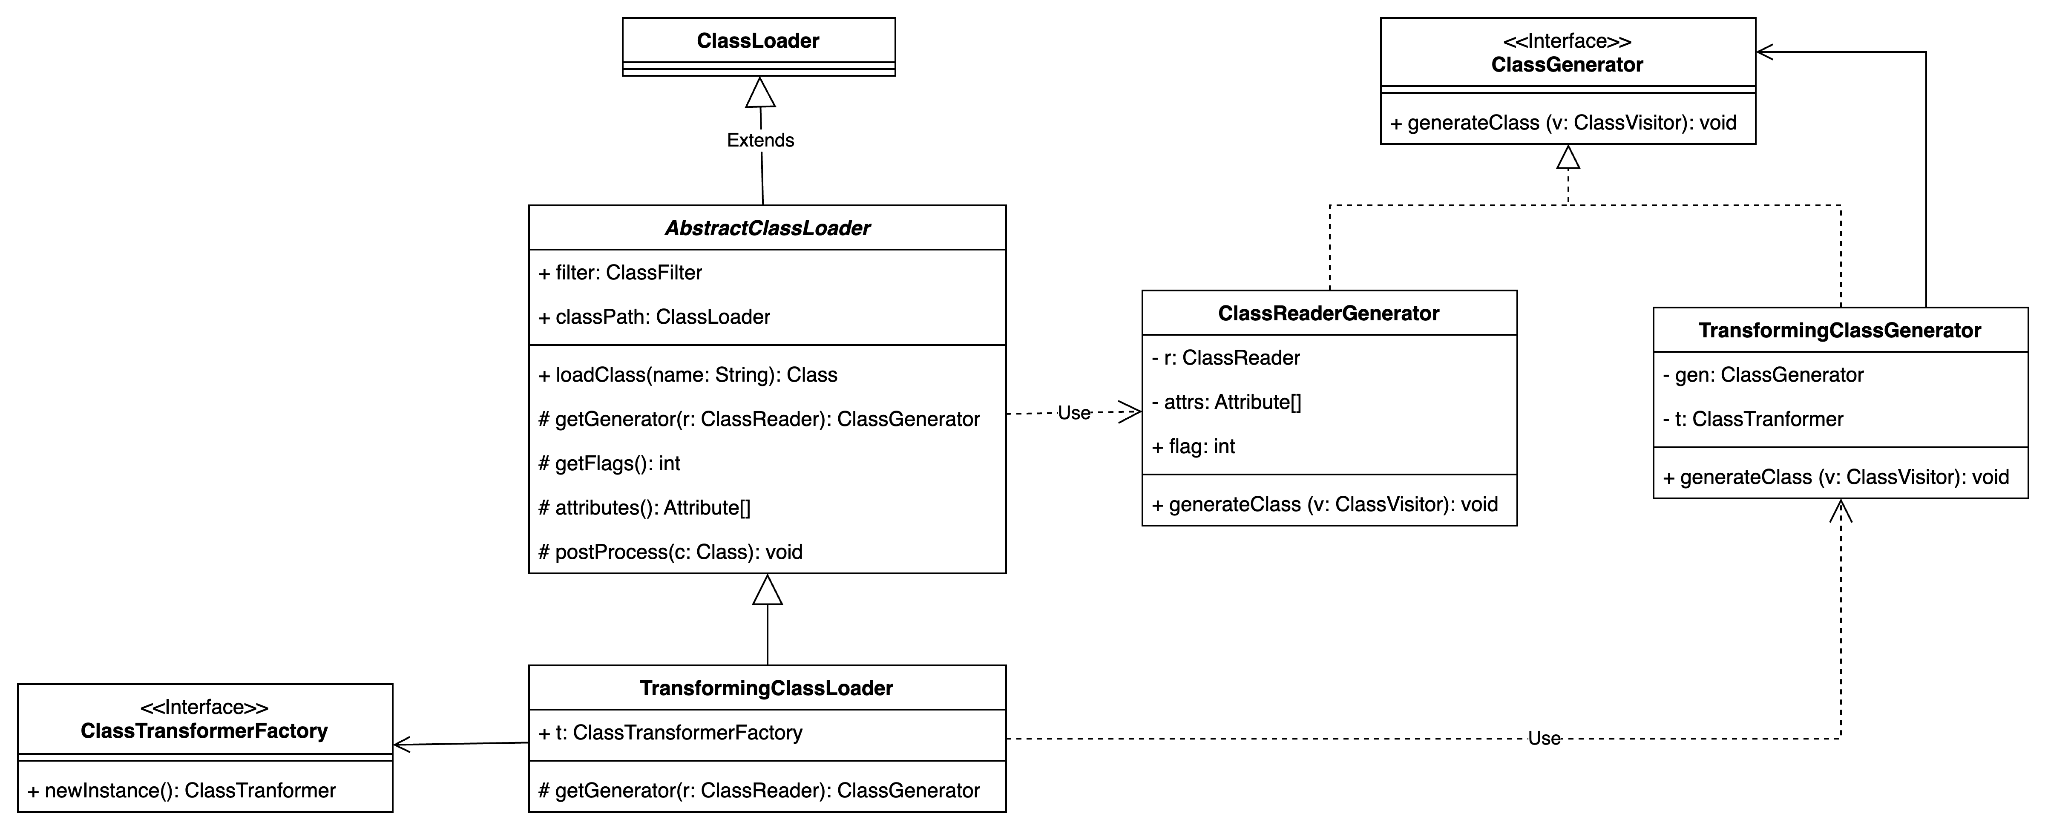 ClassLoader
Extends
AbstractClassLoader
+ filter: ClassFilter
+ classPath: ClassLoader
+ loadClass(name: String): Class
# getGenerator(r: ClassReader): ClassGenerator
# getFlags(): int
# attributes(): Attribute[]
# postProcess(c: Class): void
Use
<<Interface>>
ClassGenerator
+ generateClass (v: ClassVisitor): void
ClassReaderGenerator
- r: ClassReader
- attrs: Attribute[]
+ flag: int
+ generateClass (v: ClassVisitor): void
TransformingClassGenerator
- gen: ClassGenerator
- t: ClassTranformer
+ generateClass (v: ClassVisitor): void
<<Interface>>
ClassTransformerFactory
+ newInstance(): ClassTranformer
TransformingClassLoader
+ t: ClassTransformerFactory
# getGenerator(r: ClassReader): ClassGenerator
Use